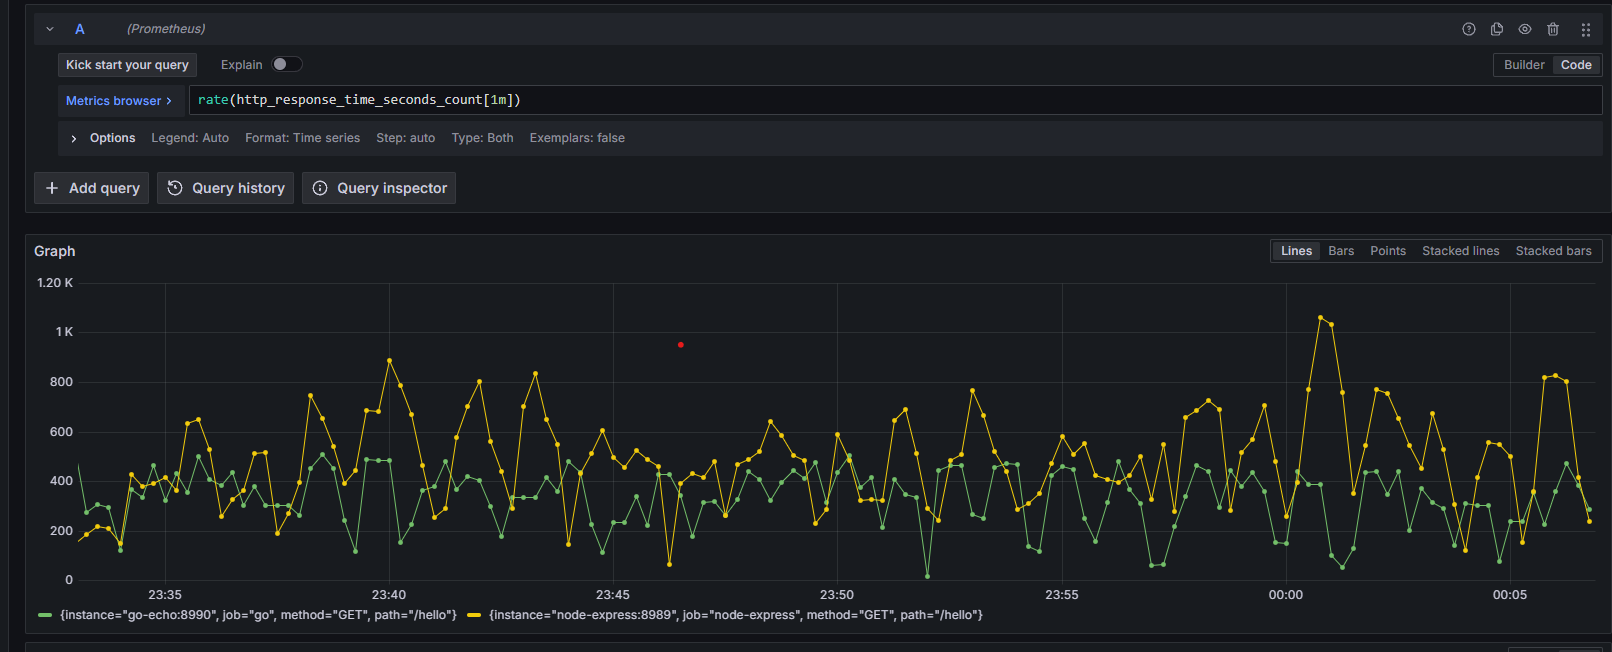 A (Prometheus)
Kick start your query Explain Builder Code
Metrics browser > rate(http_response_time_seconds_count[1m])
> Options Legend: Auto Format: Time series Step: auto Type: Both Exemplars: false
+ Add query Query history Query inspector
Graph Lines Bars Points Stacked lines Stacked bars
1.20 K
1 K
800
600
400
200
0
23:35 23:40 23:45 23:50 23:55 00:00 00:05
{instance="go-echo:8990", job="go", method="GET", path="/hello"} {instance="node-express:8989", job="node-express", method="GET", path="/hello"}